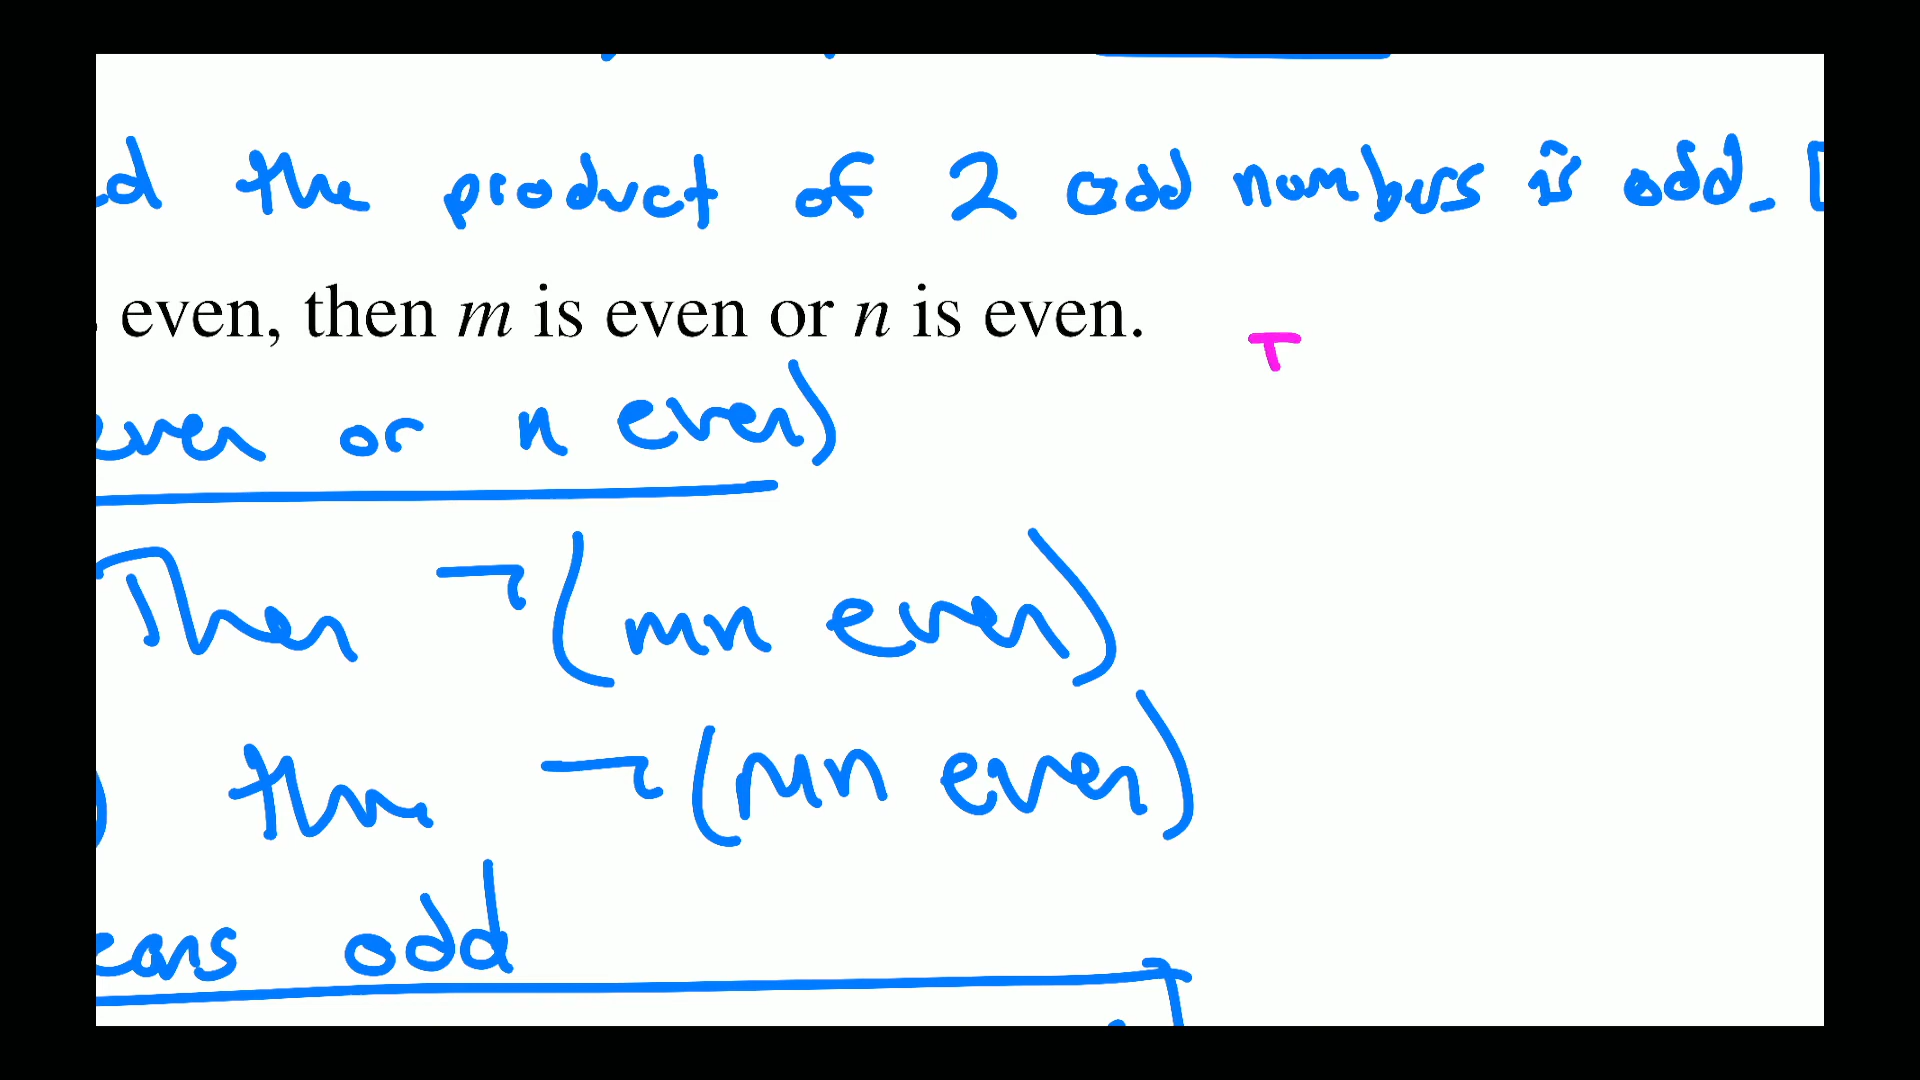 the product of 2 odd numbers is odd.
even, then m is even or n is even.
even or n even)
Then ¬(mn even)
) then ¬(mn even)
eans odd